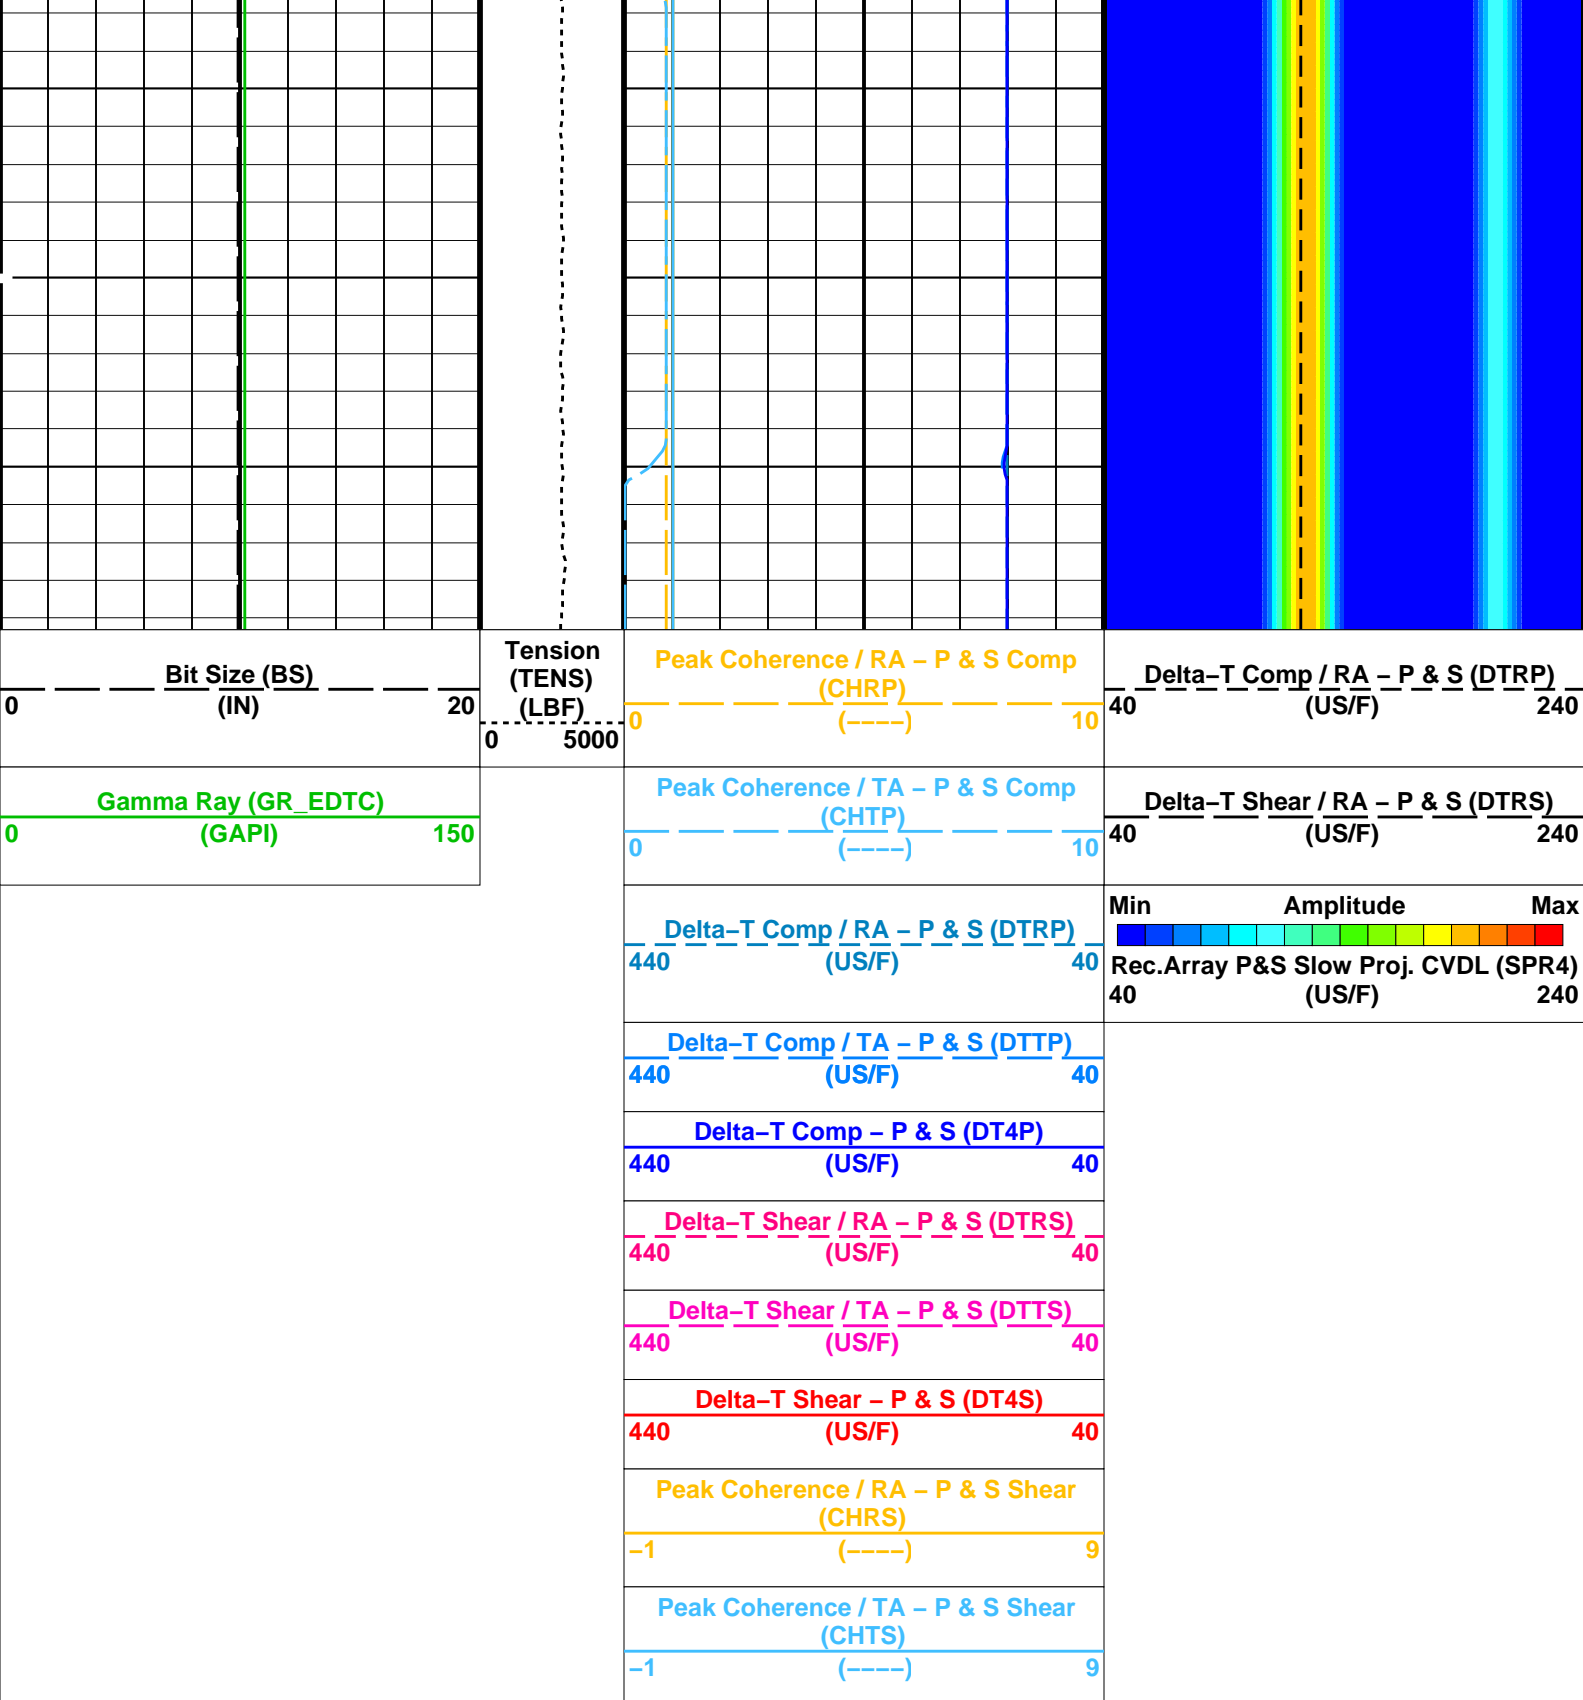 Bit Size (BS)
0 (IN) 20
Gamma Ray (GR_EDTC)
0 (GAPI) 150
Tension
(TENS)
(LBF)
0 5000
Peak Coherence / RA – P & S Comp
(CHRP)
0 (––––) 10
Peak Coherence / TA – P & S Comp
(CHTP)
0 (––––) 10
Delta–T Comp / RA – P & S (DTRP)
440 (US/F) 40
Delta–T Comp / TA – P & S (DTTP)
440 (US/F) 40
Delta–T Comp – P & S (DT4P)
440 (US/F) 40
Delta–T Shear / RA – P & S (DTRS)
440 (US/F) 40
Delta–T Shear / TA – P & S (DTTS)
440 (US/F) 40
Delta–T Shear – P & S (DT4S)
440 (US/F) 40
Peak Coherence / RA – P & S Shear
(CHRS)
–1 (––––) 9
Peak Coherence / TA – P & S Shear
(CHTS)
–1 (––––) 9
Delta–T Comp / RA – P & S (DTRP)
40 (US/F) 240
Delta–T Shear / RA – P & S (DTRS)
40 (US/F) 240
Min Amplitude Max
Rec.Array P&S Slow Proj. CVDL (SPR4)
40 (US/F) 240